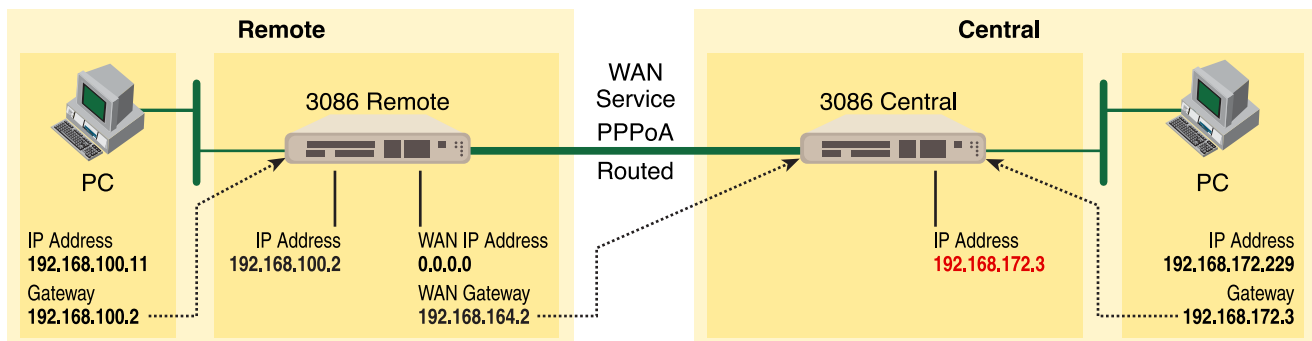 Remote
Central
3086 Remote
WAN
Service
PPPoA
Routed
3086 Central
PC
PC
IP Address
192.168.100.11
Gateway
192.168.100.2
IP Address
192.168.100.2
WAN IP Address
0.0.0.0
WAN Gateway
192.168.164.2
IP Address
192.168.172.3
IP Address
192.168.172.229
Gateway
192.168.172.3